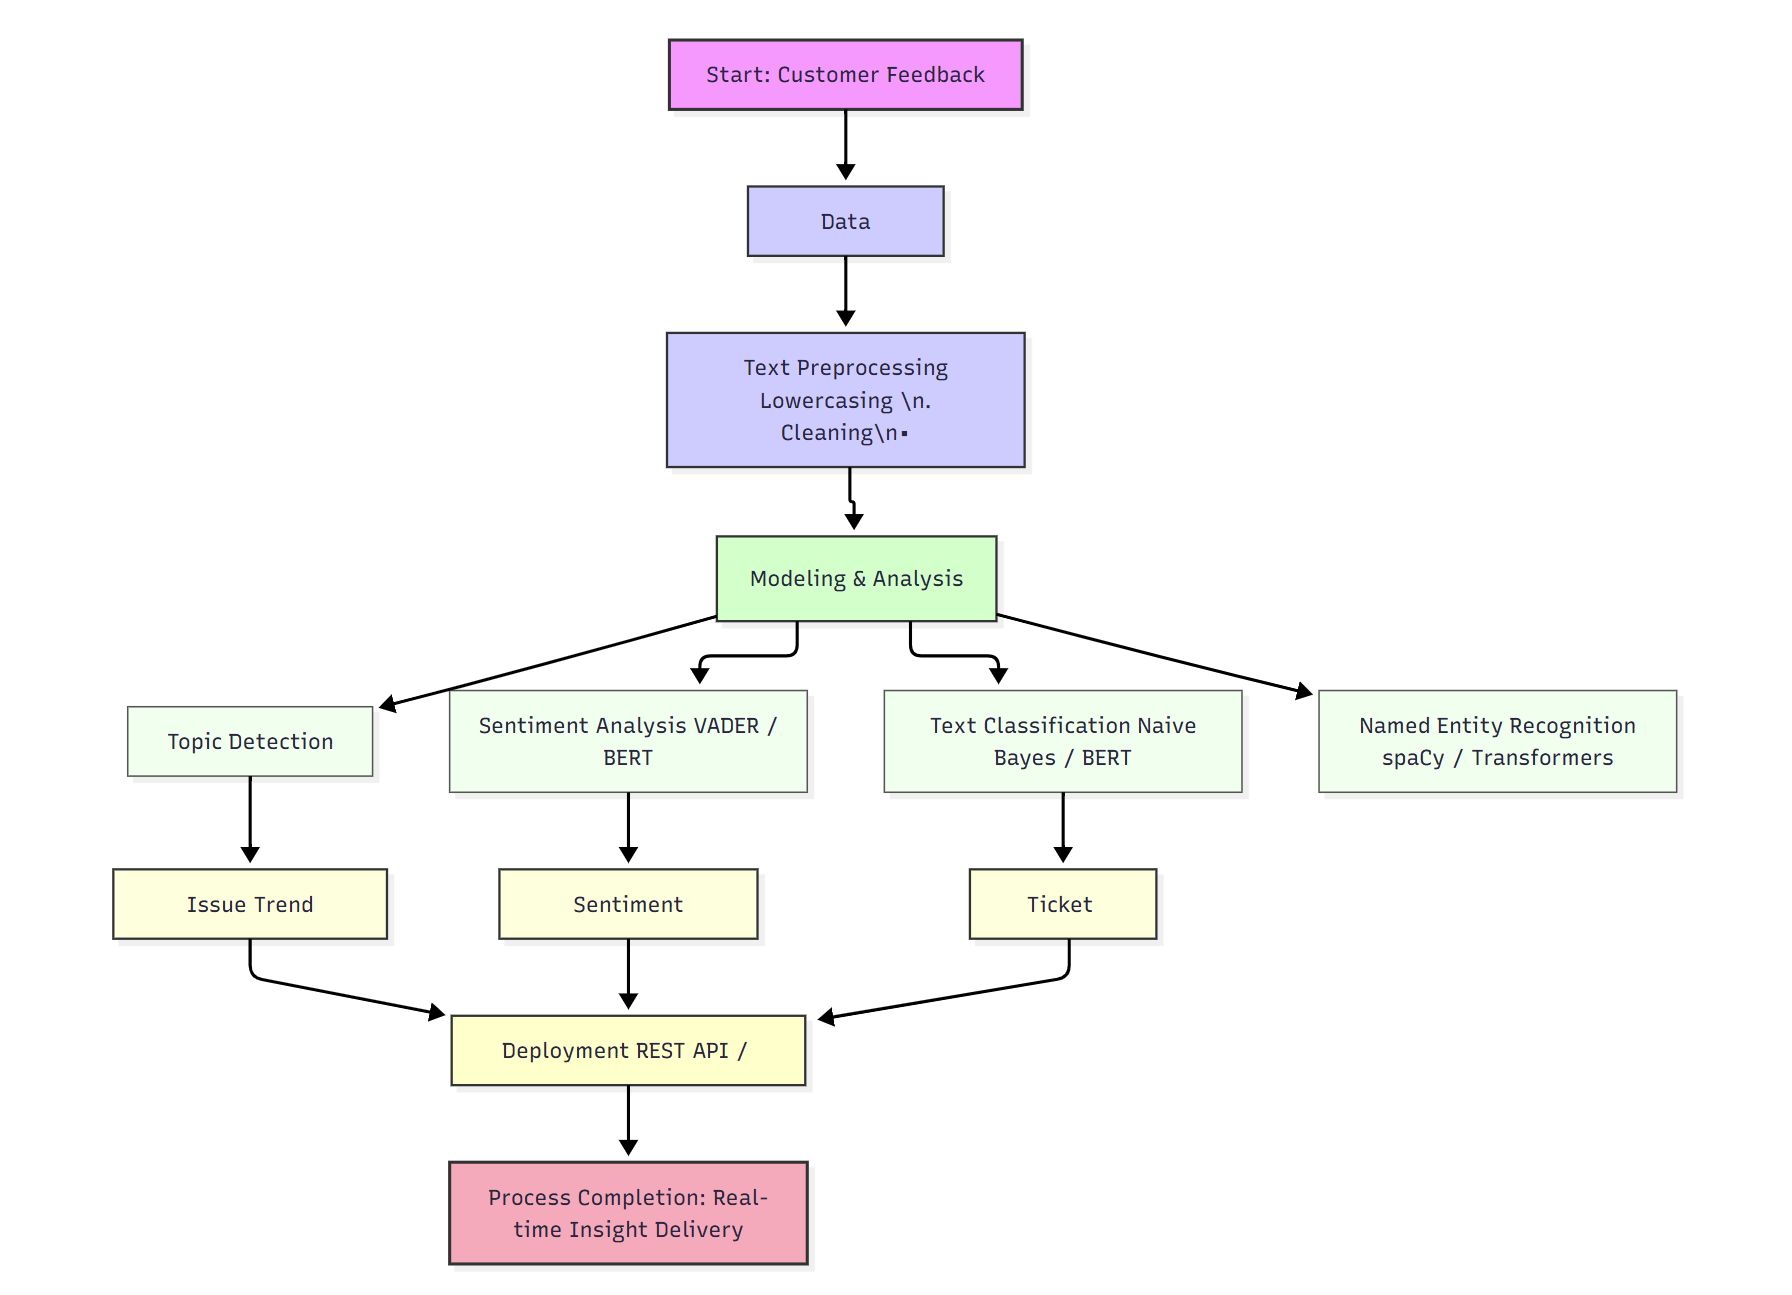 Start: Customer Feedback
Data
Text Preprocessing
Lowercasing \n.
Cleaning\n▪
Modeling & Analysis
Topic Detection
Sentiment Analysis VADER /
BERT
Text Classification Naive
Bayes / BERT
Named Entity Recognition
spaCy / Transformers
Issue Trend
Sentiment
Ticket
Deployment REST API /
Process Completion: Real-
time Insight Delivery